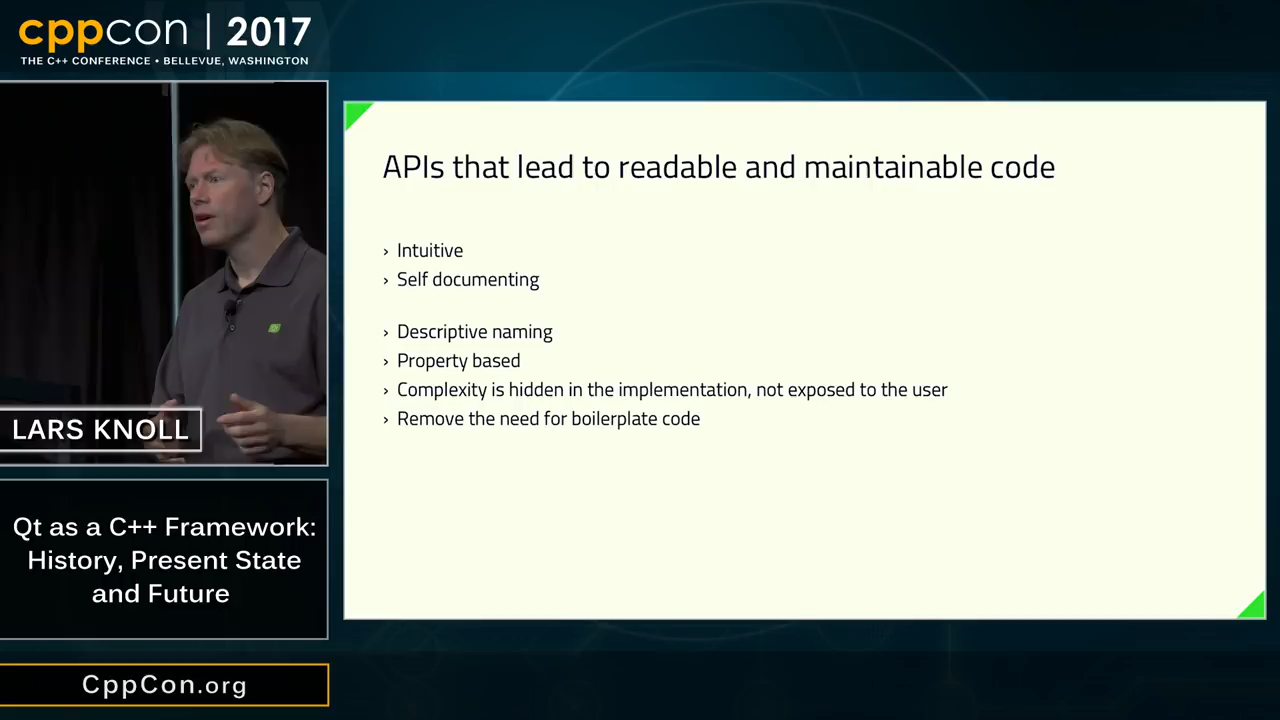 cppcon | 2017
THE C++ CONFERENCE • BELLEVUE, WASHINGTON
APIs that lead to readable and maintainable code
› Intuitive
› Self documenting
› Descriptive naming
› Property based
› Complexity is hidden in the implementation, not exposed to the user
› Remove the need for boilerplate code
LARS KNOLL
Qt as a C++ Framework:
History, Present State
and Future
CppCon.org